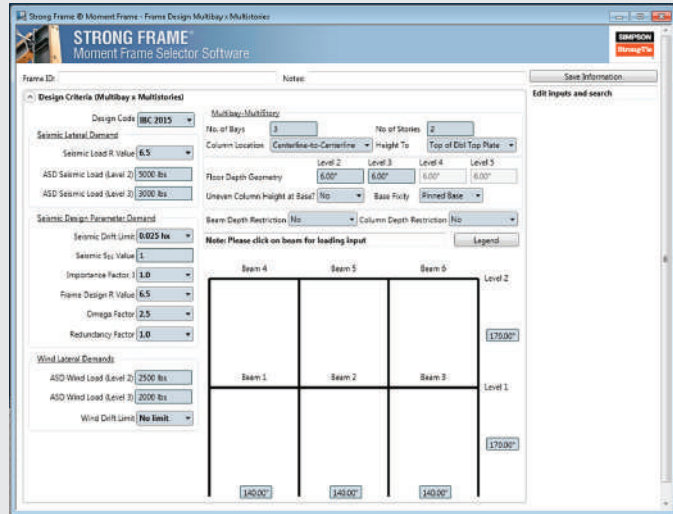 Strong Frame ® Moment Frame - Frame Design Multibay x Multistories
STRONG FRAME®
Moment Frame Selector Software
SIMPSON
Strong-Tie
Frame ID:
Notes:
Save Information
Design Criteria (Multibay x Multistories)
Edit inputs and search
Design Code IBC 2015
Seismic Lateral Demand
Seismic Load R Value 6.5
ASD Seismic Load (Level 2) 5000 lbs
ASD Seismic Load (Level 3) 3000 lbs
Seismic Design Parameter Demand
Seismic Drift Limit 0.025 hx
Seismic SDS Value 1
Importance Factor I 1.0
Frame Design R Value 6.5
Omega Factor 2.5
Redundancy Factor 1.0
Wind Lateral Demands
ASD Wind Load (Level 2) 2500 lbs
ASD Wind Load (Level 3) 2000 lbs
Wind Drift Limit No limit
Multibay-MultiStory
No. of Bays 3 No of Stories 2
Column Location Centerline-to-Centerline Height To Top of Dbl Top Plate
Level 2 Level 3 Level 4 Level 5
Floor Depth Geometry 6.00" 6.00" 6.00" 6.00"
Uneven Column Height at Base? No Base Fixity Pinned Base
Beam Depth Restriction No Column Depth Restriction No
Note: Please click on beam for loading input Legend
Beam 4 Beam 5 Beam 6
Level 2
170.00"
Beam 1 Beam 2 Beam 3
Level 1
170.00"
140.00" 140.00" 140.00"